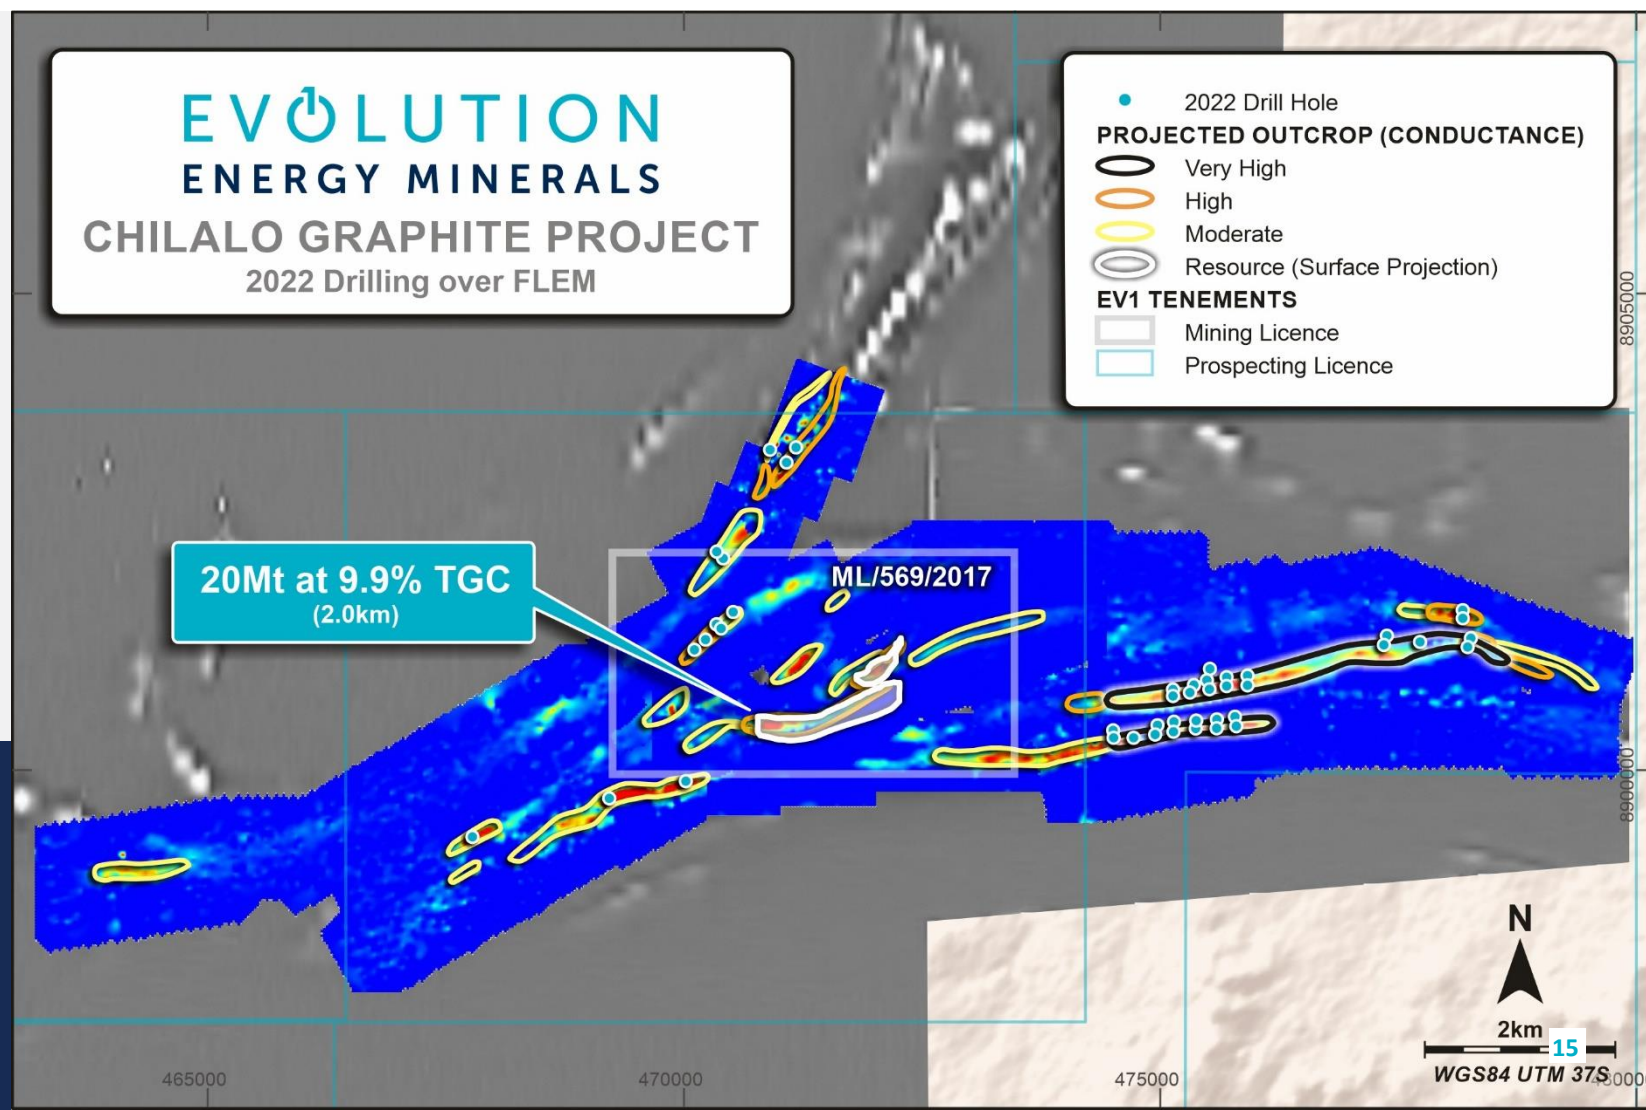 EVOLUTION
ENERGY MINERALS
CHILALO GRAPHITE PROJECT
2022 Drilling over FLEM
2022 Drill Hole
PROJECTED OUTCROP (CONDUCTANCE)
Very High
High
Moderate
Resource (Surface Projection)
EV1 TENEMENTS
Mining Licence
Prospecting Licence
8905000
20Mt at 9.9% TGC
(2.0km)
ML/569/2017
8900000
N
2km
15
WGS84 UTM 37S
465000
470000
475000